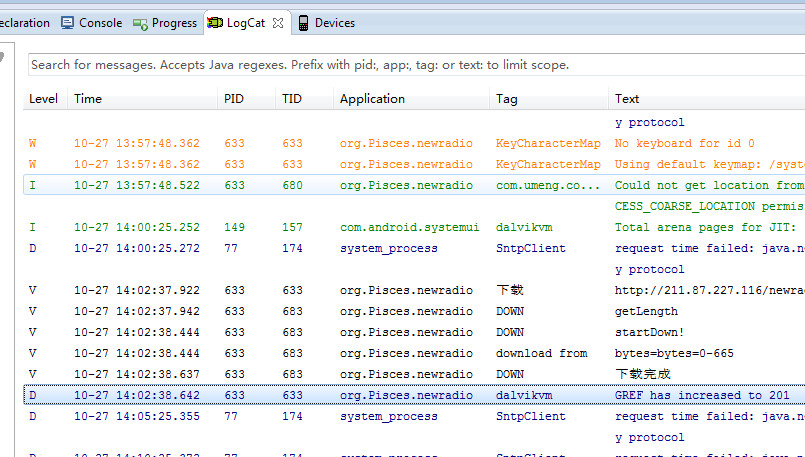 eclaration Console Progress LogCat Devices
Search for messages. Accepts Java regexes. Prefix with pid:, app:, tag: or text: to limit scope.
Level Time PID TID Application Tag Text
y protocol
W 10-27 13:57:48.362 633 633 org.Pisces.newradio KeyCharacterMap No keyboard for id 0
W 10-27 13:57:48.362 633 633 org.Pisces.newradio KeyCharacterMap Using default keymap: /syste
I 10-27 13:57:48.522 633 680 org.Pisces.newradio com.umeng.co... Could not get location from
CESS_COARSE_LOCATION permis
I 10-27 14:00:25.252 149 157 com.android.systemui dalvikvm Total arena pages for JIT:
D 10-27 14:00:25.272 77 174 system_process SntpClient request time failed: java.ne
y protocol
V 10-27 14:02:37.922 633 633 org.Pisces.newradio 下载 http://211.87.227.116/newrad
V 10-27 14:02:37.942 633 683 org.Pisces.newradio DOWN getLength
V 10-27 14:02:38.444 633 683 org.Pisces.newradio DOWN startDown!
V 10-27 14:02:38.444 633 683 org.Pisces.newradio download from bytes=bytes=0-665
V 10-27 14:02:38.637 633 683 org.Pisces.newradio DOWN 下载完成
D 10-27 14:02:38.642 633 633 org.Pisces.newradio dalvikvm GREF has increased to 201
D 10-27 14:05:25.355 77 174 system_process SntpClient request time failed: java.ne
y protocol